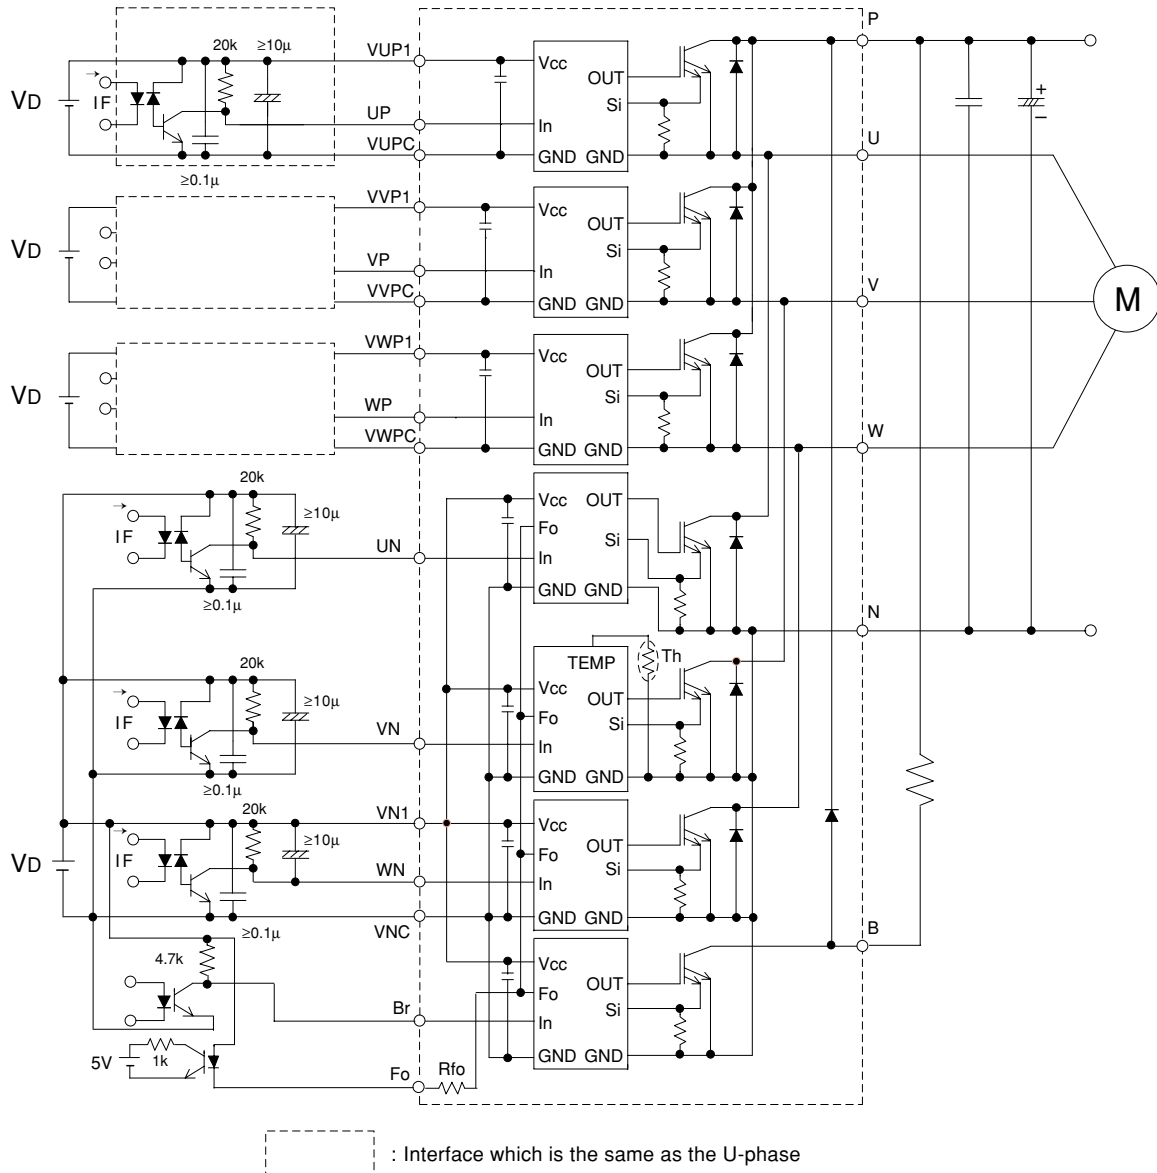 P
20k
≥10µ
VUP1
Vcc
OUT
Si
VD
IF
UP
In
VUPC
GND GND
U
≥0.1µ
VVP1
Vcc
OUT
Si
VD
VP
In
VVPC
GND GND
V
M
VWP1
Vcc
OUT
Si
VD
WP
In
VWPC
GND GND
W
20k
≥10µ
IF
Vcc
OUT
Fo
Si
UN
In
GND GND
≥0.1µ
N
20k
≥10µ
IF
TEMP
Th
Vcc
OUT
Fo
Si
VN
In
GND GND
≥0.1µ
20k
≥10µ
VN1
Vcc
OUT
VD
IF
Fo
Si
WN
In
VNC
GND GND
≥0.1µ
B
4.7k
Vcc
OUT
Fo
Si
Br
In
5V
1k
GND GND
Fo
Rfo
+
–
: Interface which is the same as the U-phase